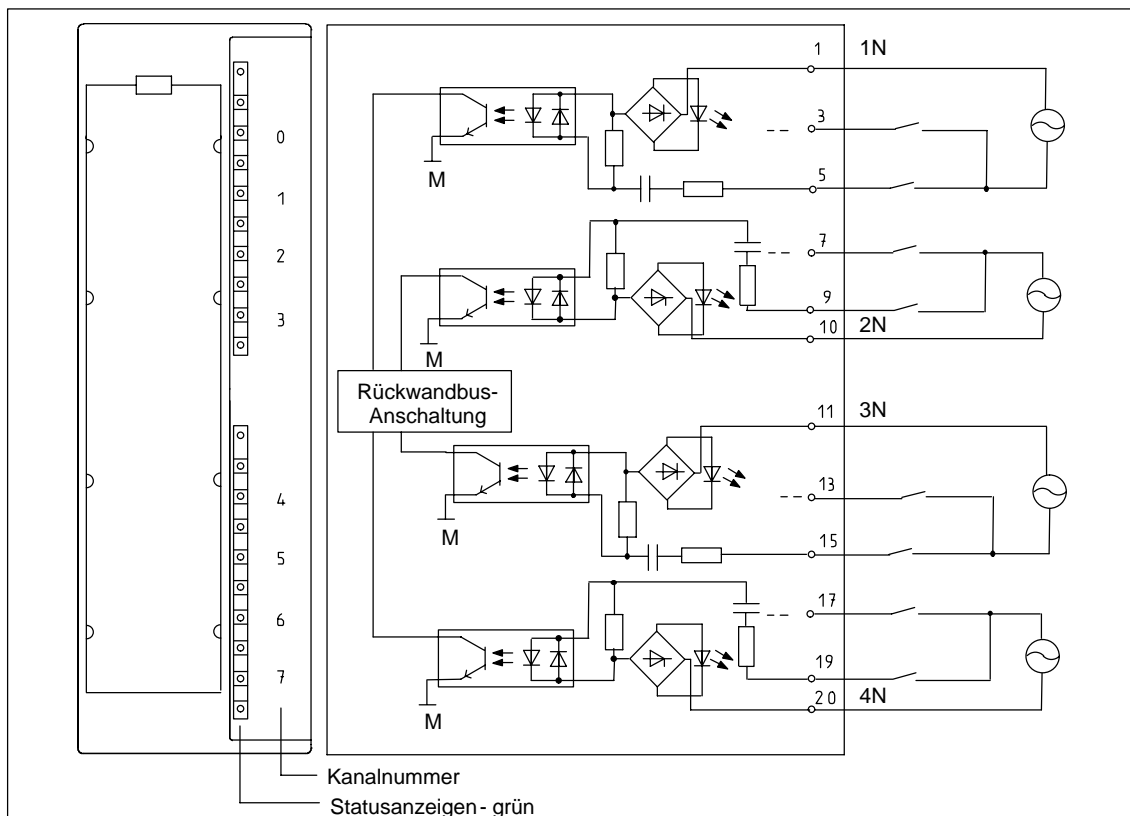 0
1
2
3
4
5
6
7
1 1N
3
5
M
7
9
10 2N
M
Rückwandbus-
Anschaltung
11 3N
13
15
M
17
19
20 4N
M
Kanalnummer
Statusanzeigen - grün